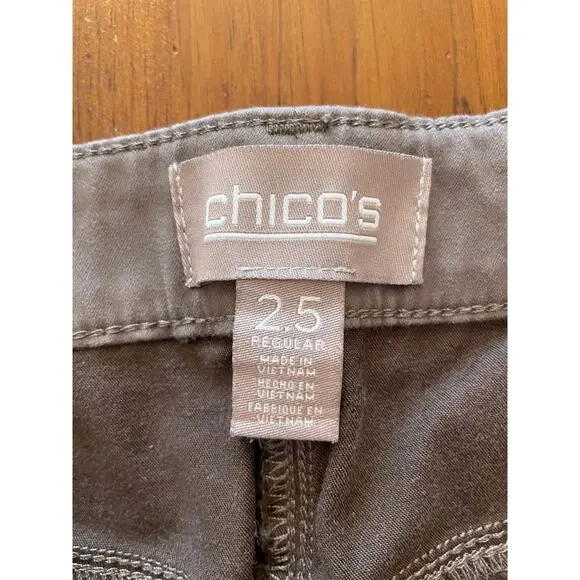 chico's
2.5
REGULAR
MADE IN
VIETNAM
HECHO EN
VIETNAM
FABRIQUE EN
VIETNAM